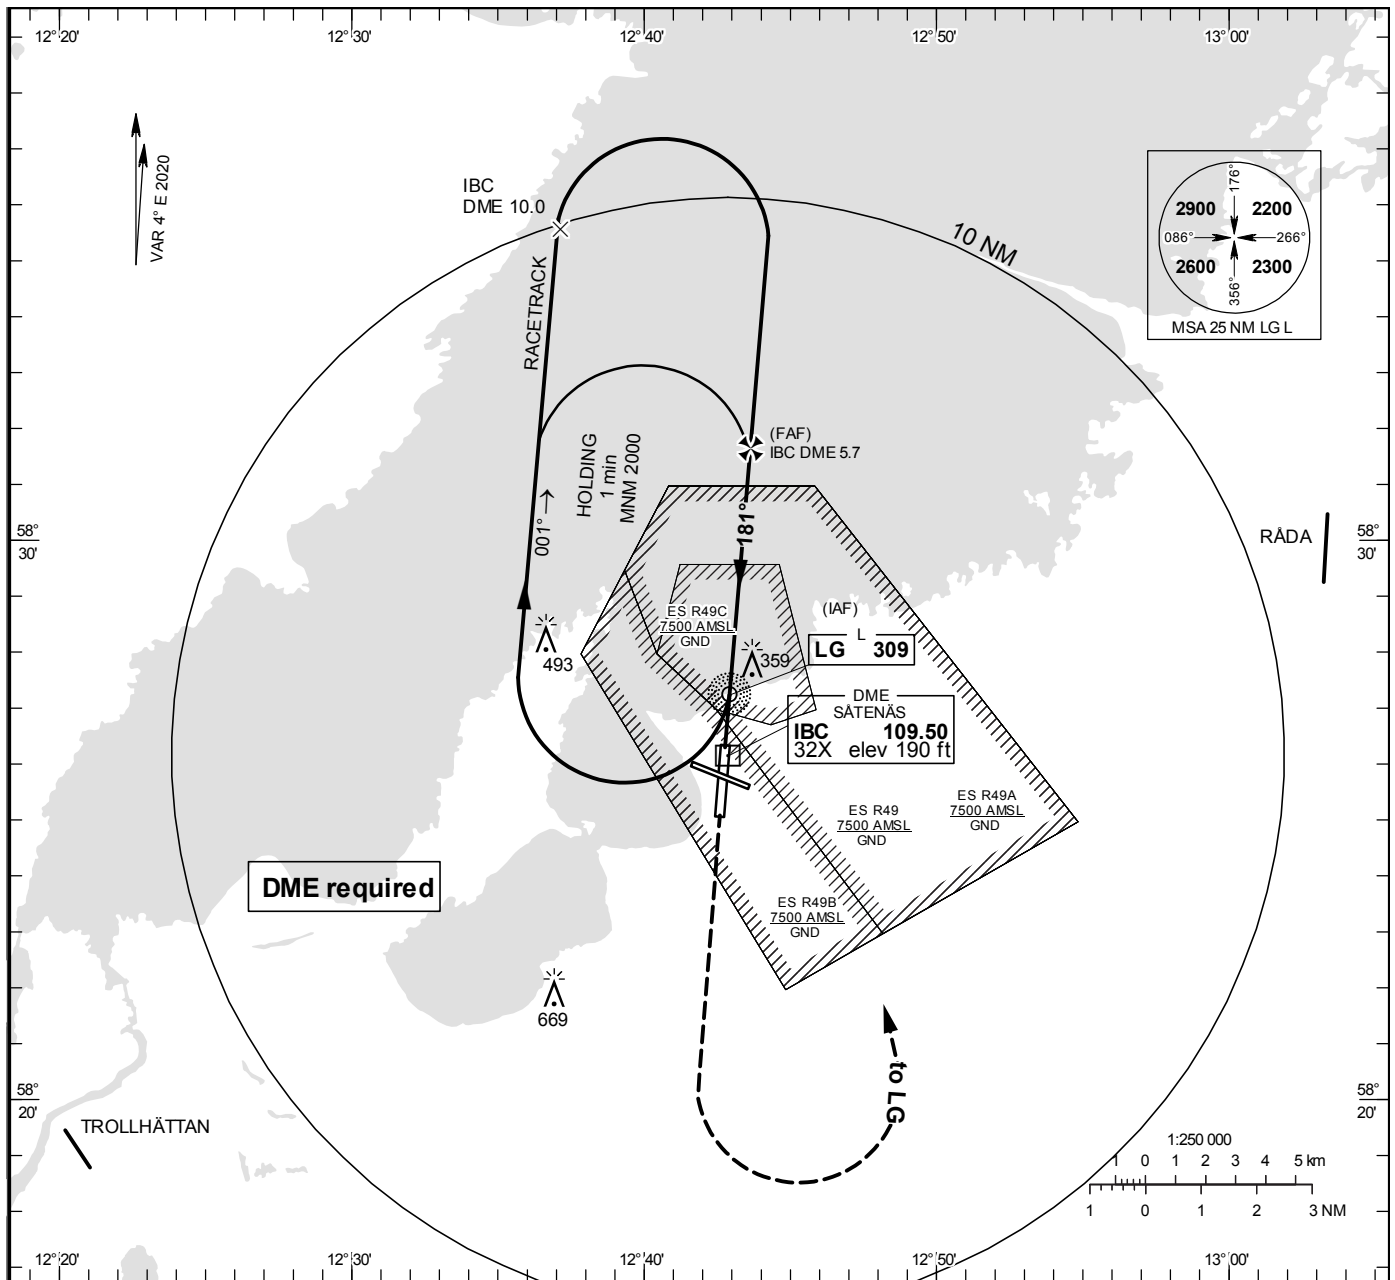 12°20'
12°30'
12°40'
12°50'
13°00'
VAR 4° E 2020
IBC
DME 10.0
10 NM
176°
2900 2200
086° 266°
2600 2300
356°
MSA 25 NM LG L
RACETRACK
(FAF)
IBC DME 5.7
HOLDING
1 min
MNM 2000
001° →
181°
58°
30'
58°
30'
RÅDA
ES R49C
7500 AMSL
GND
(IAF)
L
LG 309
493
359
DME
SÅTENÄS
IBC 109.50
32X elev 190 ft
ES R49A
7500 AMSL
GND
ES R49
7500 AMSL
GND
DME required
ES R49B
7500 AMSL
GND
669
to LG
58°
20'
58°
20'
TROLLHÄTTAN
1:250 000
1 0 1 2 3 4 5 km
1 0 1 2 3 NM
12°20'
12°30'
12°40'
12°50'
13°00'